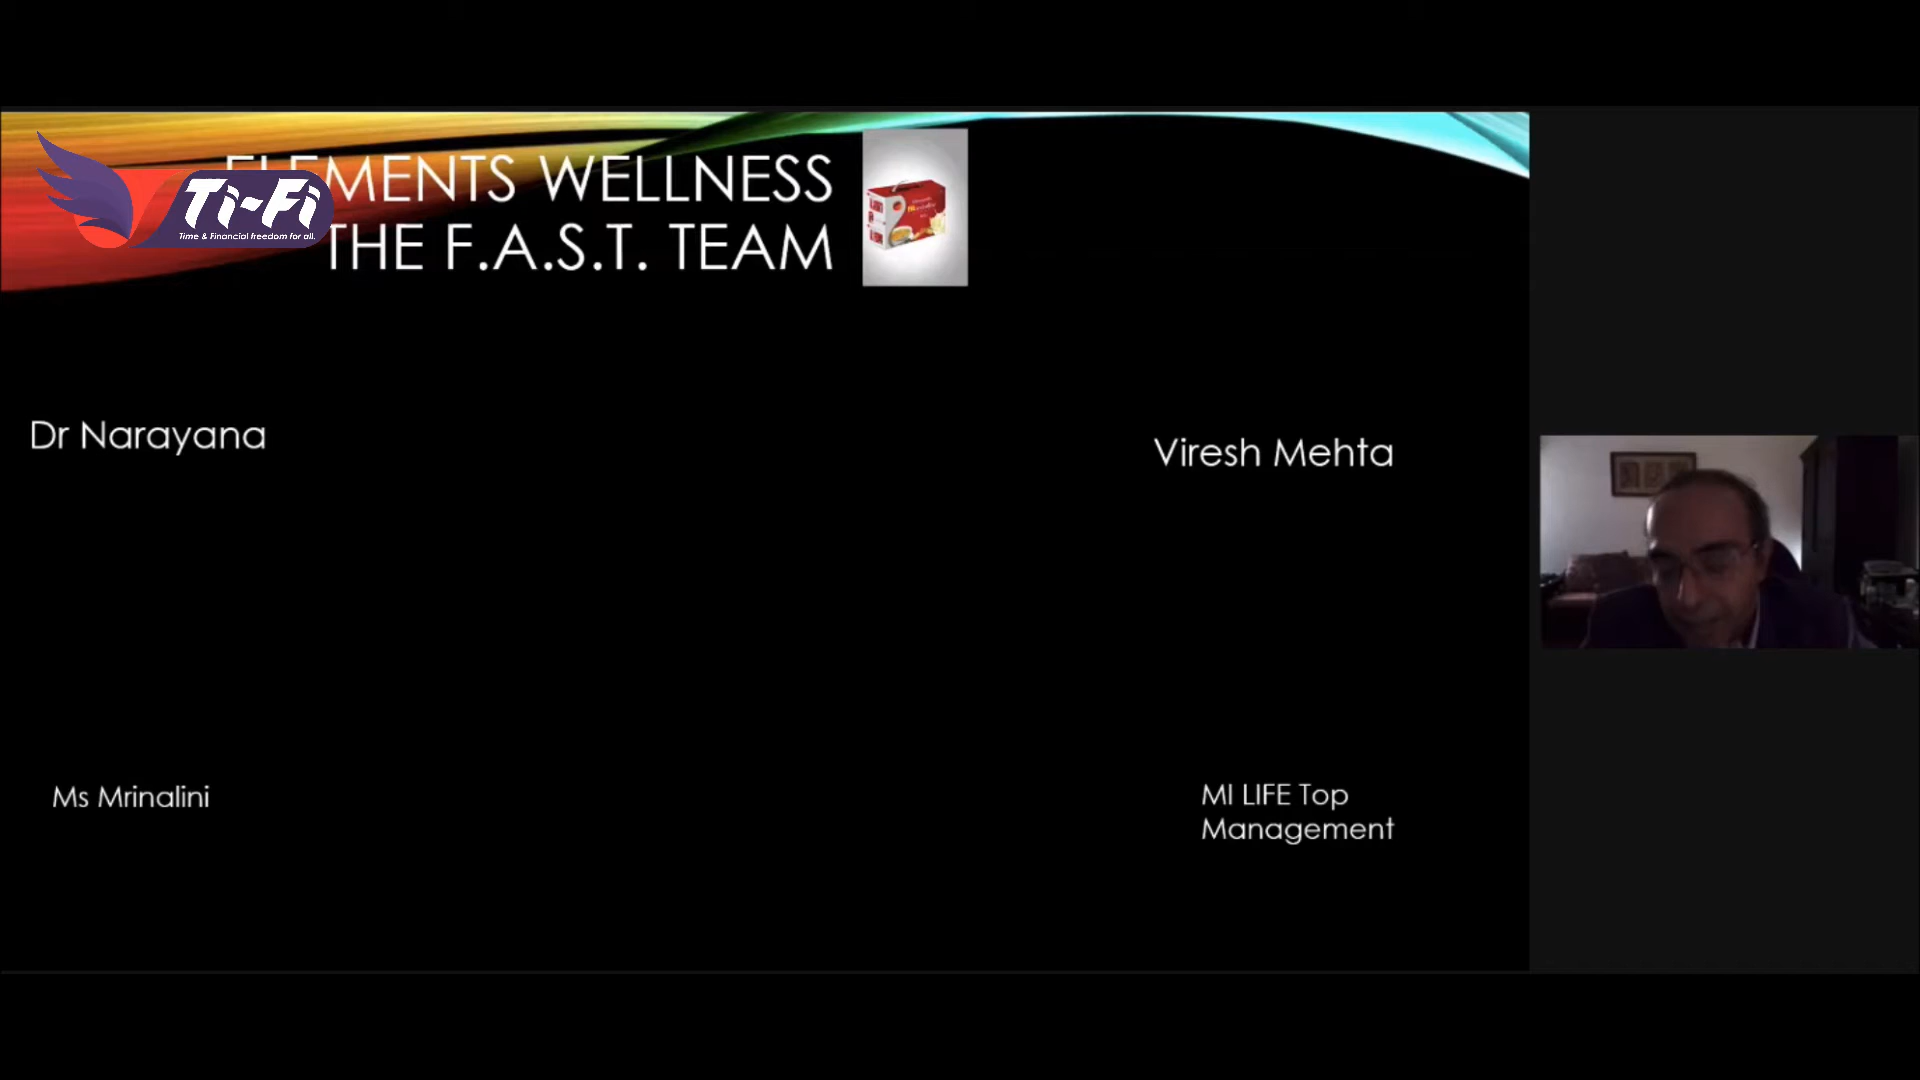 ELEMENTS WELLNESS
THE F.A.S.T. TEAM
Ti-Fi
Time & Financial freedom for all.
Dr Narayana
Viresh Mehta
Ms Mrinalini
MI LIFE Top
Management